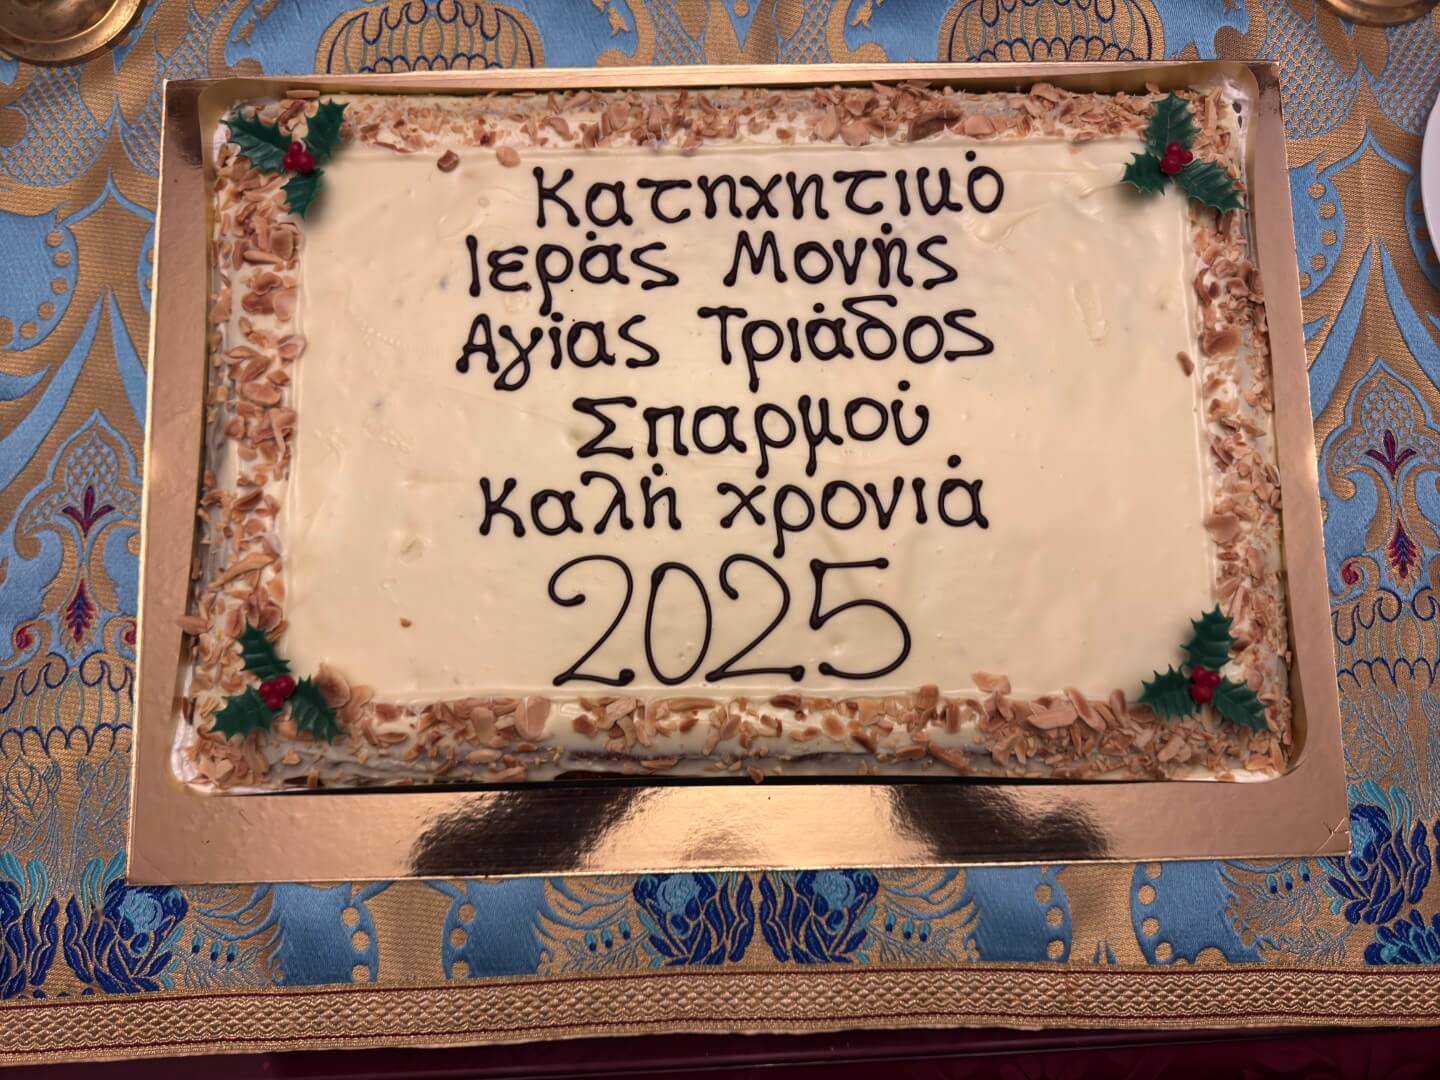 Κατηχητικό
Ιεράς Μονής
Αγίας Τριάδος
Σπαρμού
Καλή χρονιά
2025